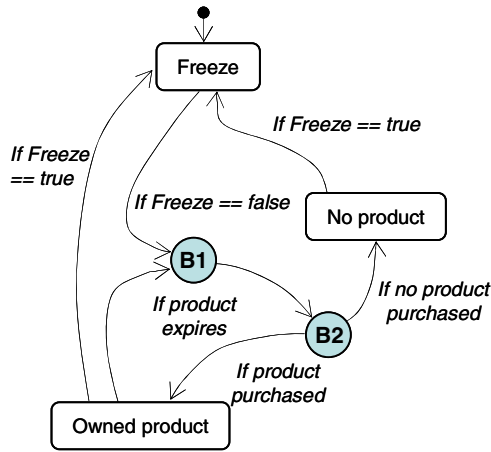 Freeze
If Freeze == true
If Freeze
== true
If Freeze == false
No product
B1
If product
expires
If no product
purchased
B2
If product
purchased
Owned product